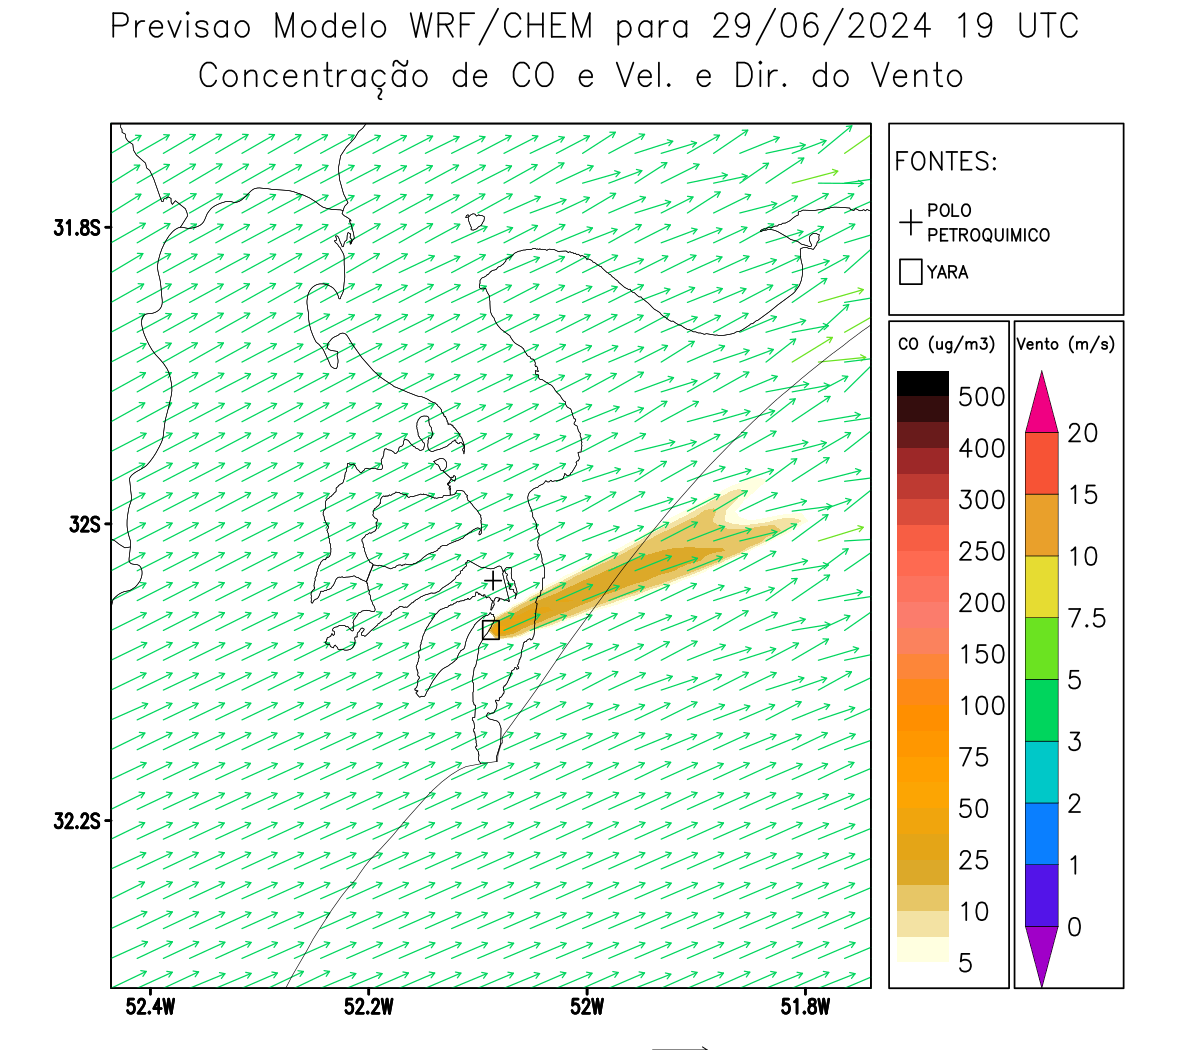 Previsao Modelo WRF/CHEM para 29/06/2024 19 UTC
Concentração de CO e Vel. e Dir. do Vento
31.8S
32S
32.2S
52.4W
52.2W
52W
51.8W
FONTES:
POLO
PETROQUIMICO
YARA
CO (ug/m3)
500
400
300
250
200
150
100
75
50
25
10
5
Vento (m/s)
20
15
10
7.5
5
3
2
1
0